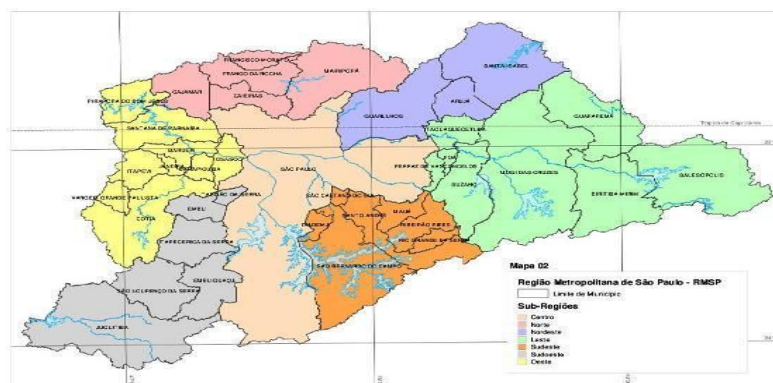 FRANCISCO MORATO
FRANCO DA ROCHA
MAIRIPORÃ
SANTA ISABEL
CAJAMAR
CAIEIRAS
PIRAPORA DO BOM JESUS
GUARULHOS
ARUJÁ
GUARAREMA
SANTANA DE PARNAÍBA
ITAQUAQUECETUBA
Trópico de Capricórnio
BARUERI
OSASCO
JANDIRA
CARAPICUIBA
ITAPEVI
SÃO PAULO
POÁ
FERRAZ DE VASCONCELOS
SUZANO
MOGI DAS CRUZES
BIRITIBA MIRIM
SALESÓPOLIS
VARGEM GRANDE PAULISTA
TABOÃO DA SERRA
COTIA
EMBU
SÃO CAETANO DO SUL
SANTO ANDRÉ
MAUÁ
DIADEMA
RIBEIRÃO PIRES
RIO GRANDE DA SERRA
ITAPECERICA DA SERRA
SÃO BERNARDO DO CAMPO
EMBU-GUAÇU
SÃO LOURENÇO DA SERRA
JUQUITIBA
Mapa 02
Região Metropolitana de São Paulo - RMSP
Limite de Município
Sub-Regiões
Centro
Norte
Nordeste
Leste
Sudeste
Sudoeste
Oeste